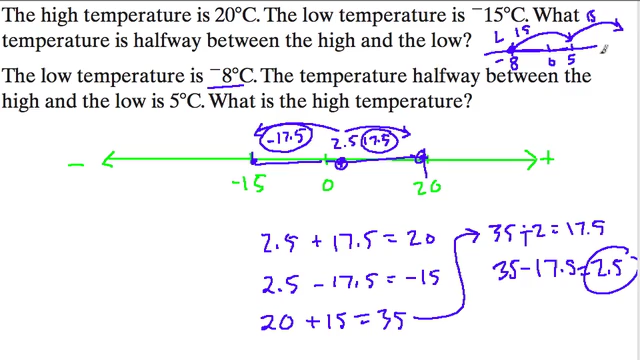 The high temperature is 20°C. The low temperature is ⁻15°C. What
temperature is halfway between the high and the low?
The low temperature is ⁻8°C. The temperature halfway between the
high and the low is 5°C. What is the high temperature?
L
-8 0 5
-17.5 2.5 17.5
- +
-15 0 20
2.5 + 17.5 = 20
2.5 - 17.5 = -15
20 + 15 = 35
35 ÷ 2 = 17.5
35 - 17.5 = 2.5